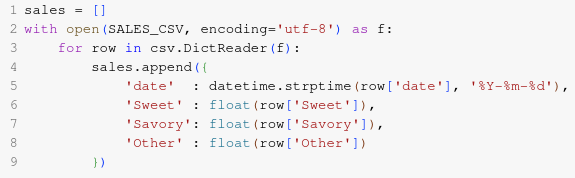 1 sales = []
2 with open(SALES_CSV, encoding='utf-8') as f:
3     for row in csv.DictReader(f):
4         sales.append({
5             'date'  : datetime.strptime(row['date'], '%Y-%m-%d'),
6             'Sweet' : float(row['Sweet']),
7             'Savory': float(row['Savory']),
8             'Other' : float(row['Other'])
9         })